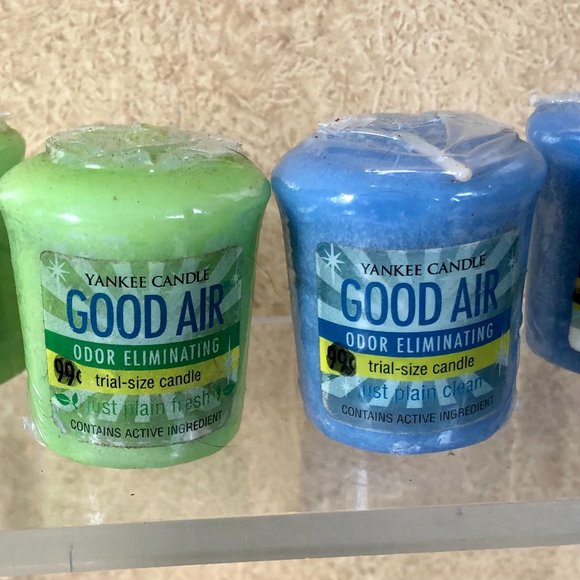 YANKEE CANDLE
GOOD AIR
ODOR ELIMINATING
99¢
trial-size candle
just plain fresh
CONTAINS ACTIVE INGREDIENT
YANKEE CANDLE
GOOD AIR
ODOR ELIMINATING
99¢
trial-size candle
just plain clean
CONTAINS ACTIVE INGREDIENT